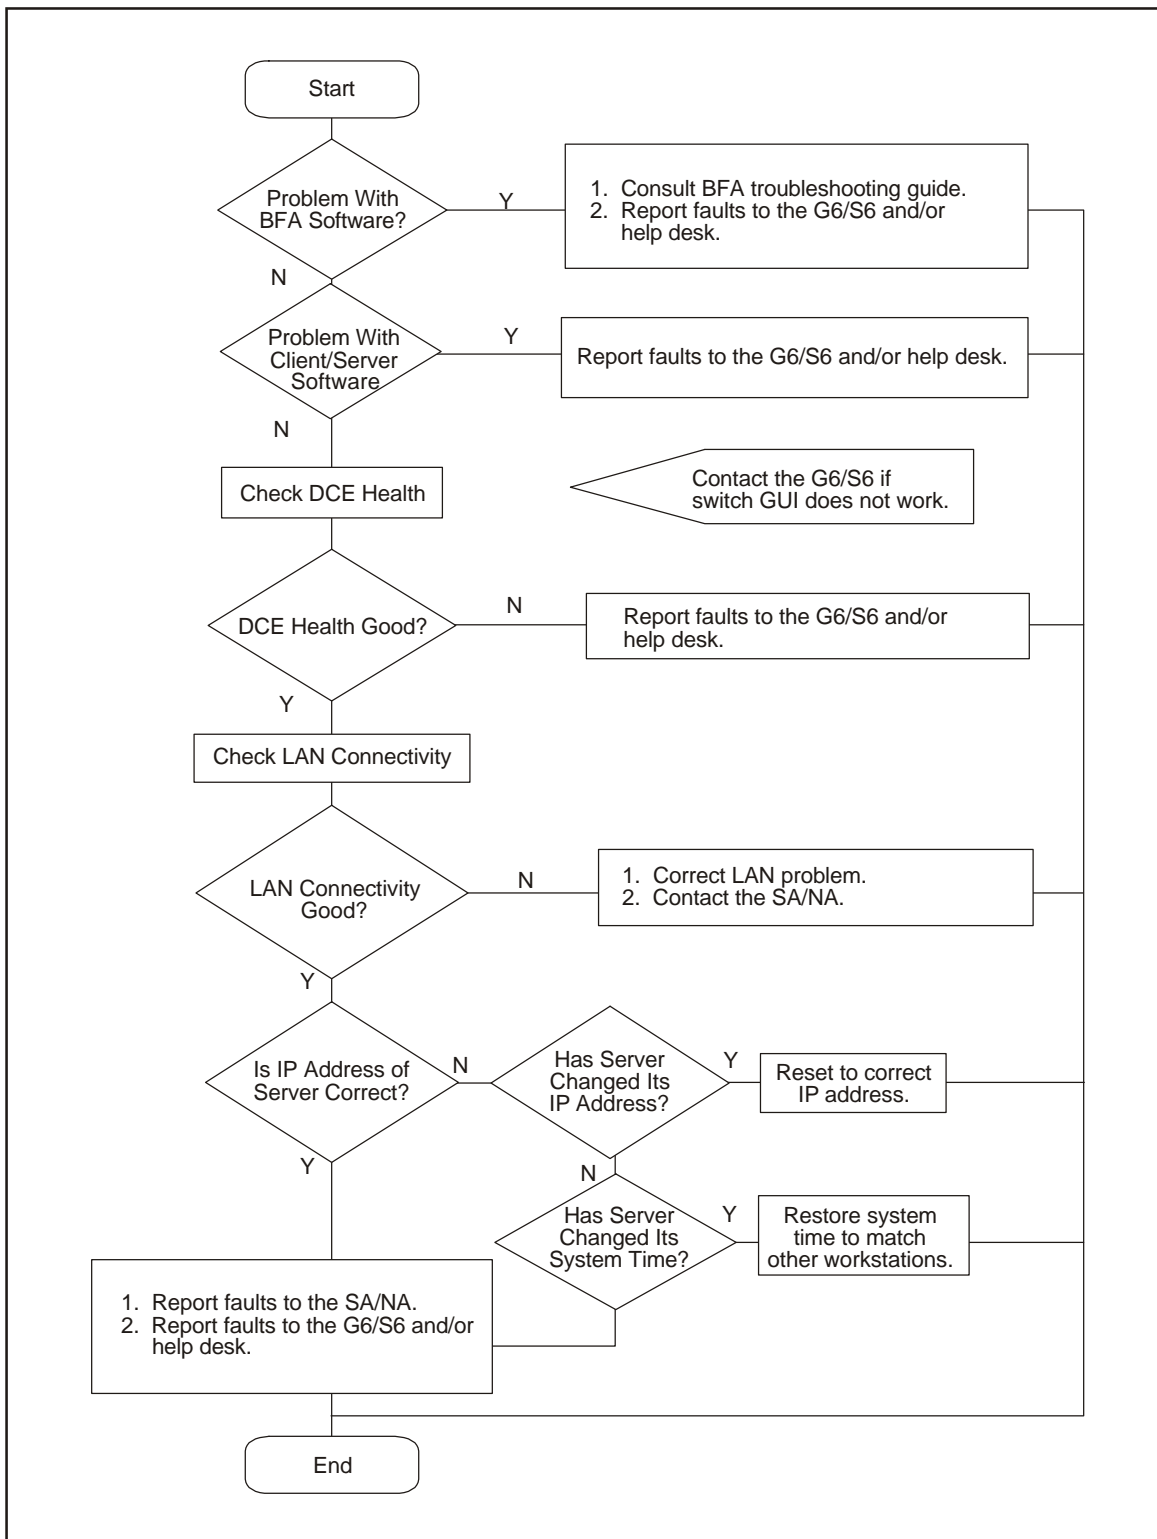 Start
Problem With
BFA Software?
Y
1. Consult BFA troubleshooting guide.
2. Report faults to the G6/S6 and/or
help desk.
N
Problem With
Client/Server
Software
Y
Report faults to the G6/S6 and/or help desk.
N
Check DCE Health
Contact the G6/S6 if
switch GUI does not work.
DCE Health Good?
N
Report faults to the G6/S6 and/or
help desk.
Y
Check LAN Connectivity
LAN Connectivity
Good?
N
1. Correct LAN problem.
2. Contact the SA/NA.
Y
Is IP Address of
Server Correct?
N
Has Server
Changed Its
IP Address?
Y
Reset to correct
IP address.
Y
N
Has Server
Changed Its
System Time?
Y
Restore system
time to match
other workstations.
1. Report faults to the SA/NA.
2. Report faults to the G6/S6 and/or
help desk.
End